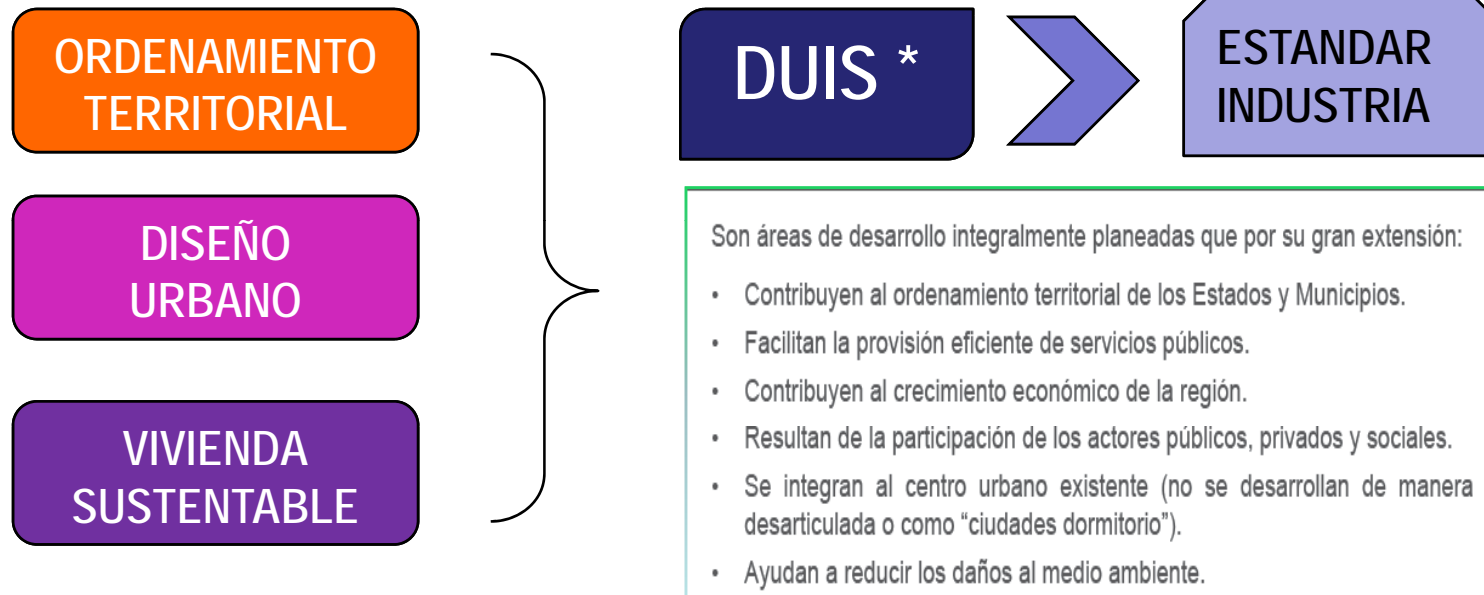 ORDENAMIENTO
TERRITORIAL
DISEÑO
URBANO
VIVIENDA
SUSTENTABLE
DUIS *
ESTANDAR
INDUSTRIA
Son áreas de desarrollo integralmente planeadas que por su gran extensión:
• Contribuyen al ordenamiento territorial de los Estados y Municipios.
• Facilitan la provisión eficiente de servicios públicos.
• Contribuyen al crecimiento económico de la región.
• Resultan de la participación de los actores públicos, privados y sociales.
• Se integran al centro urbano existente (no se desarrollan de manera
desarticulada o como “ciudades dormitorio”).
• Ayudan a reducir los daños al medio ambiente.